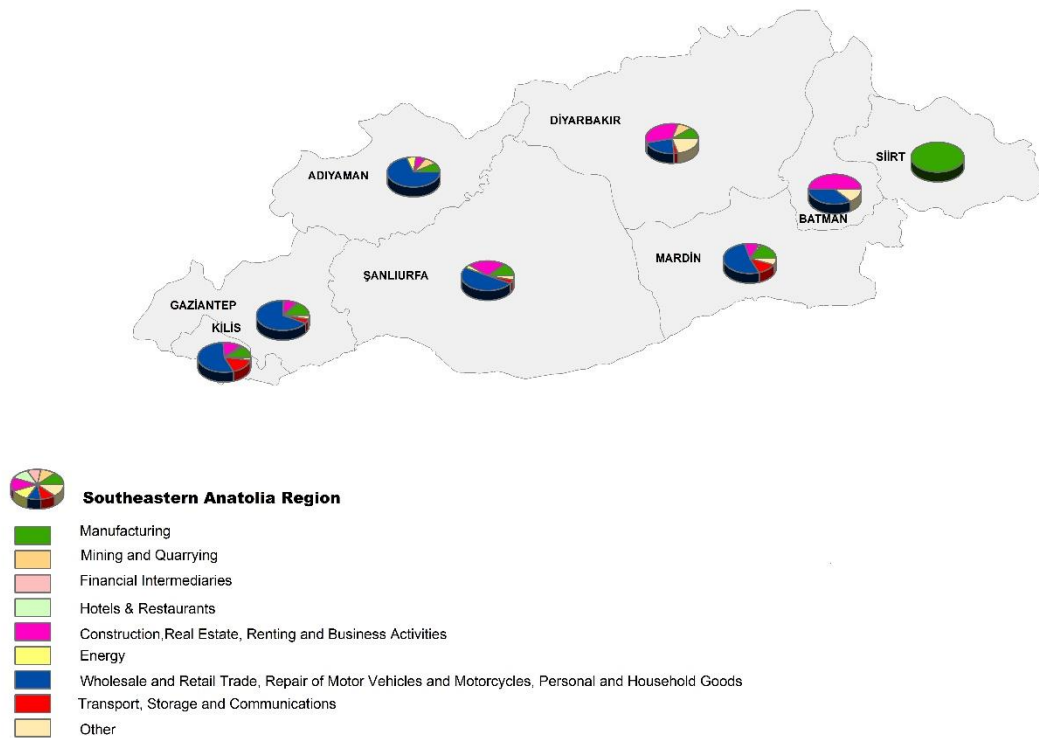 DİYARBAKIR
SİİRT
ADIYAMAN
BATMAN
MARDİN
ŞANLIURFA
GAZİANTEP
KİLİS
Southeastern Anatolia Region
Manufacturing
Mining and Quarrying
Financial Intermediaries
Hotels & Restaurants
Construction,Real Estate, Renting and Business Activities
Energy
Wholesale and Retail Trade, Repair of Motor Vehicles and Motorcycles, Personal and Household Goods
Transport, Storage and Communications
Other